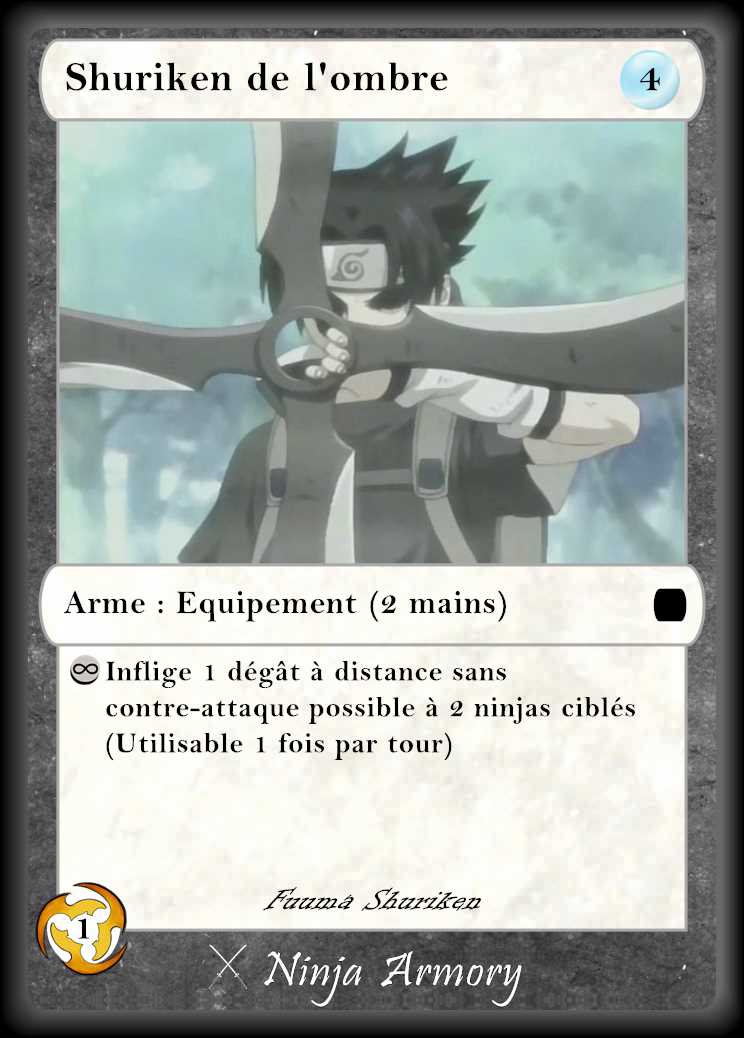 Shuriken de l'ombre
4
Arme : Equipement (2 mains)
∞ Inflige 1 dégât à distance sans
contre-attaque possible à 2 ninjas ciblés
(Utilisable 1 fois par tour)
Fuuma Shuriken
1
Ninja Armory